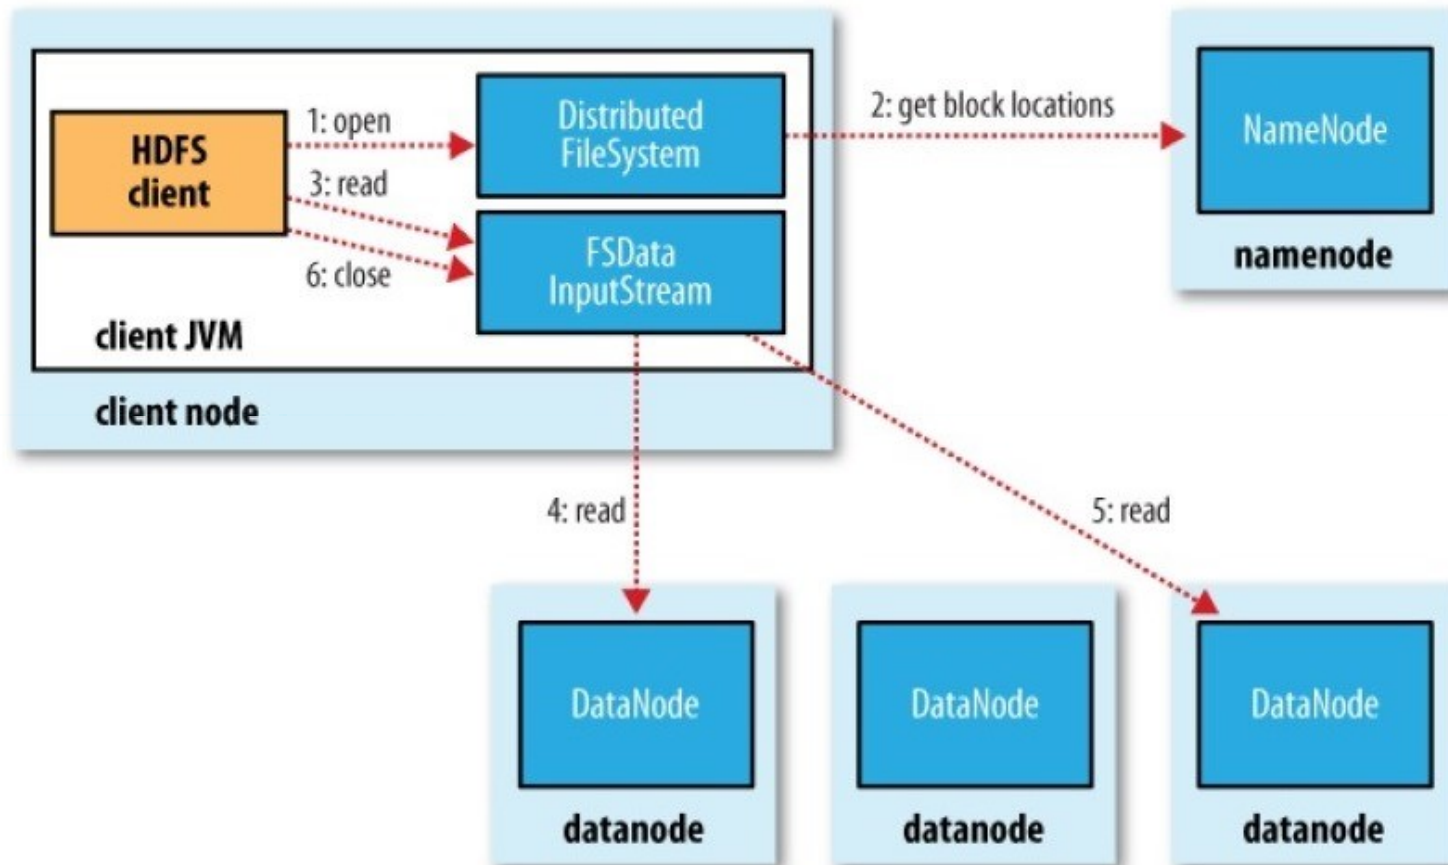 HDFS
client
1: open
3: read
6: close
Distributed
FileSystem
FSData
InputStream
client JVM
client node
2: get block locations
NameNode
namenode
4: read
5: read
DataNode
datanode
DataNode
datanode
DataNode
datanode